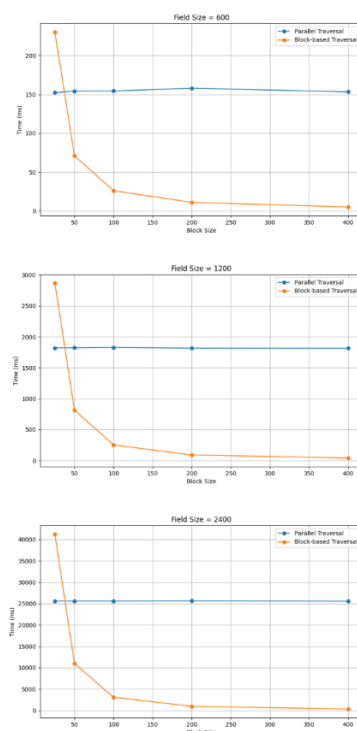 Field Size = 600
Parallel Traversal
Block-based Traversal
200
150
100
50
0
Time (ms)
50 100 150 200 250 300 350 400
Block Size
Field Size = 1200
Parallel Traversal
Block-based Traversal
3000
2500
2000
1500
1000
500
0
Time (ms)
50 100 150 200 250 300 350 400
Block Size
Field Size = 2400
Parallel Traversal
Block-based Traversal
40000
35000
30000
25000
20000
15000
10000
5000
0
Time (ms)
50 100 150 200 250 300 350 400
Block Size